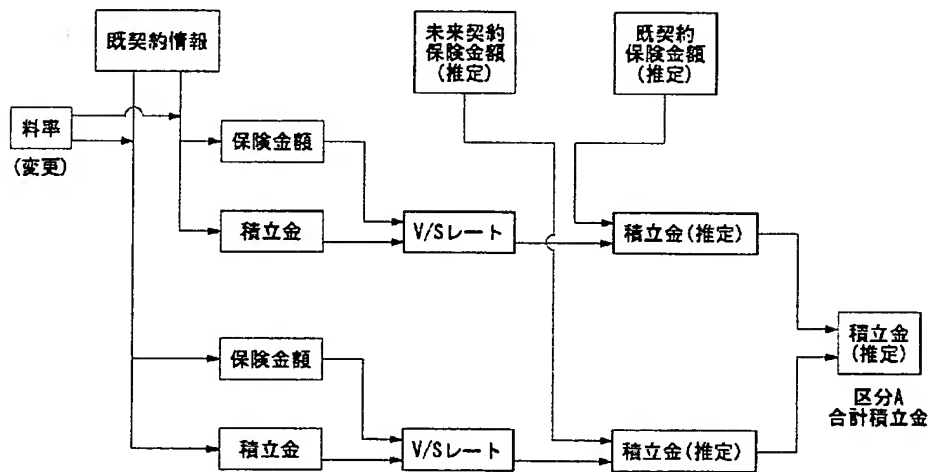 既契約情報
未来契約
保険金額
(推定)
既契約
保険金額
(推定)
料率
(変更)
保険金額
積立金
V/Sレート
積立金(推定)
保険金額
積立金
V/Sレート
積立金(推定)
積立金
(推定)
区分A
合計積立金